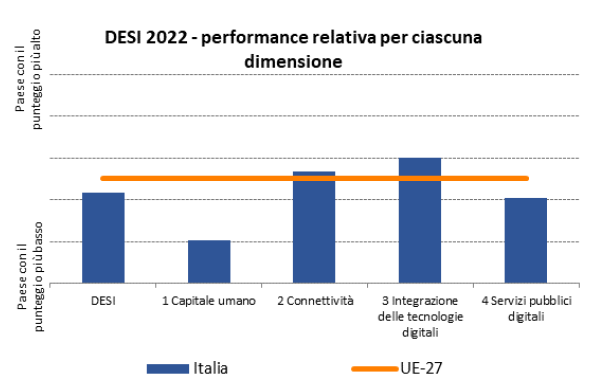 DESI 2022 - performance relativa per ciascuna
dimensione
Paese con il
punteggio più alto
Paese con il
punteggio più basso
DESI
1 Capitale umano
2 Connettività
3 Integrazione
delle tecnologie
digitali
4 Servizi pubblici
digitali
Italia
UE-27